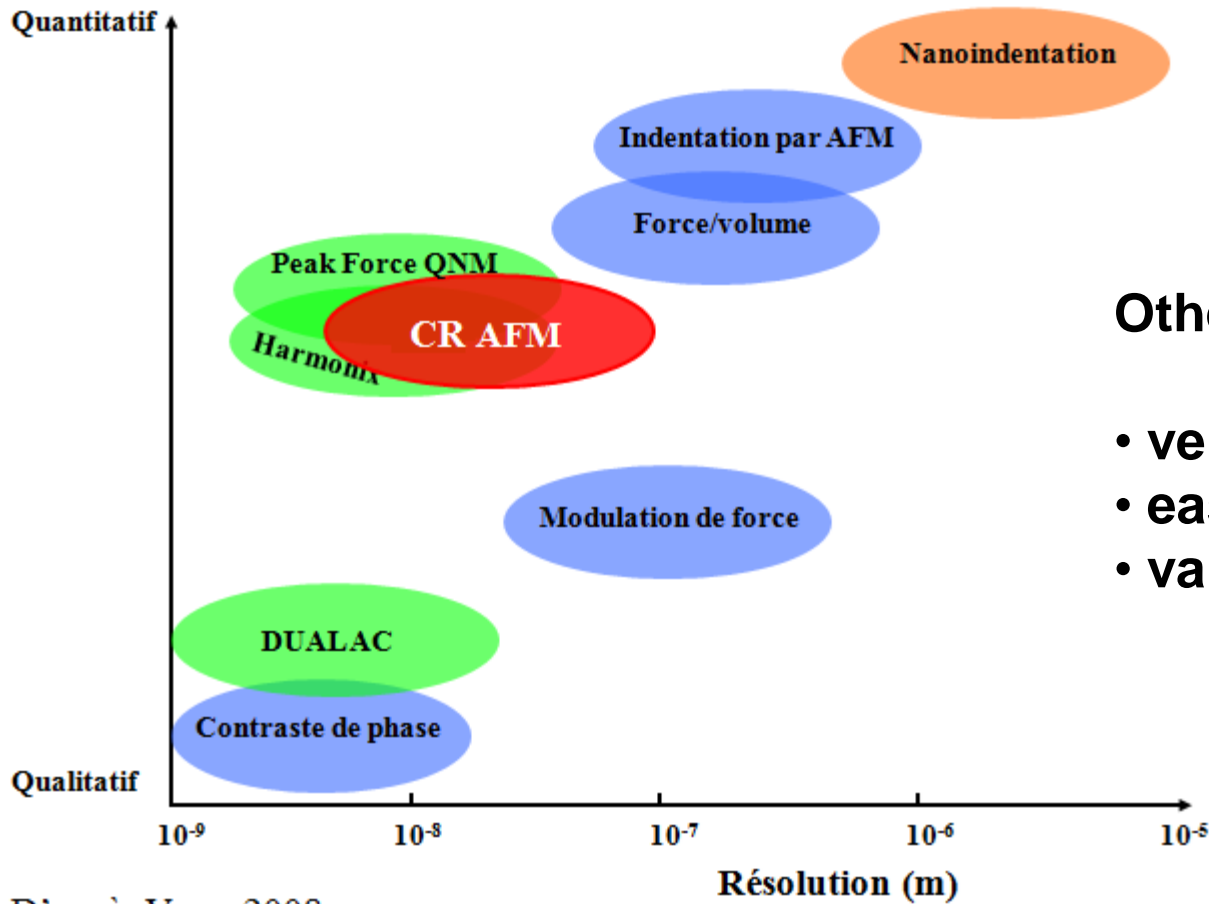 Quantitatif
Nanoindentation
Indentation par AFM
Force/volume
Peak Force QNM
CR AFM
Harmonix
• 
• 
• 
Modulation de force
DUALAC
Contraste de phase
Qualitatif
10⁻⁹ 10⁻⁸ 10⁻⁷ 10⁻⁶ 10⁻⁵
Résolution (m)